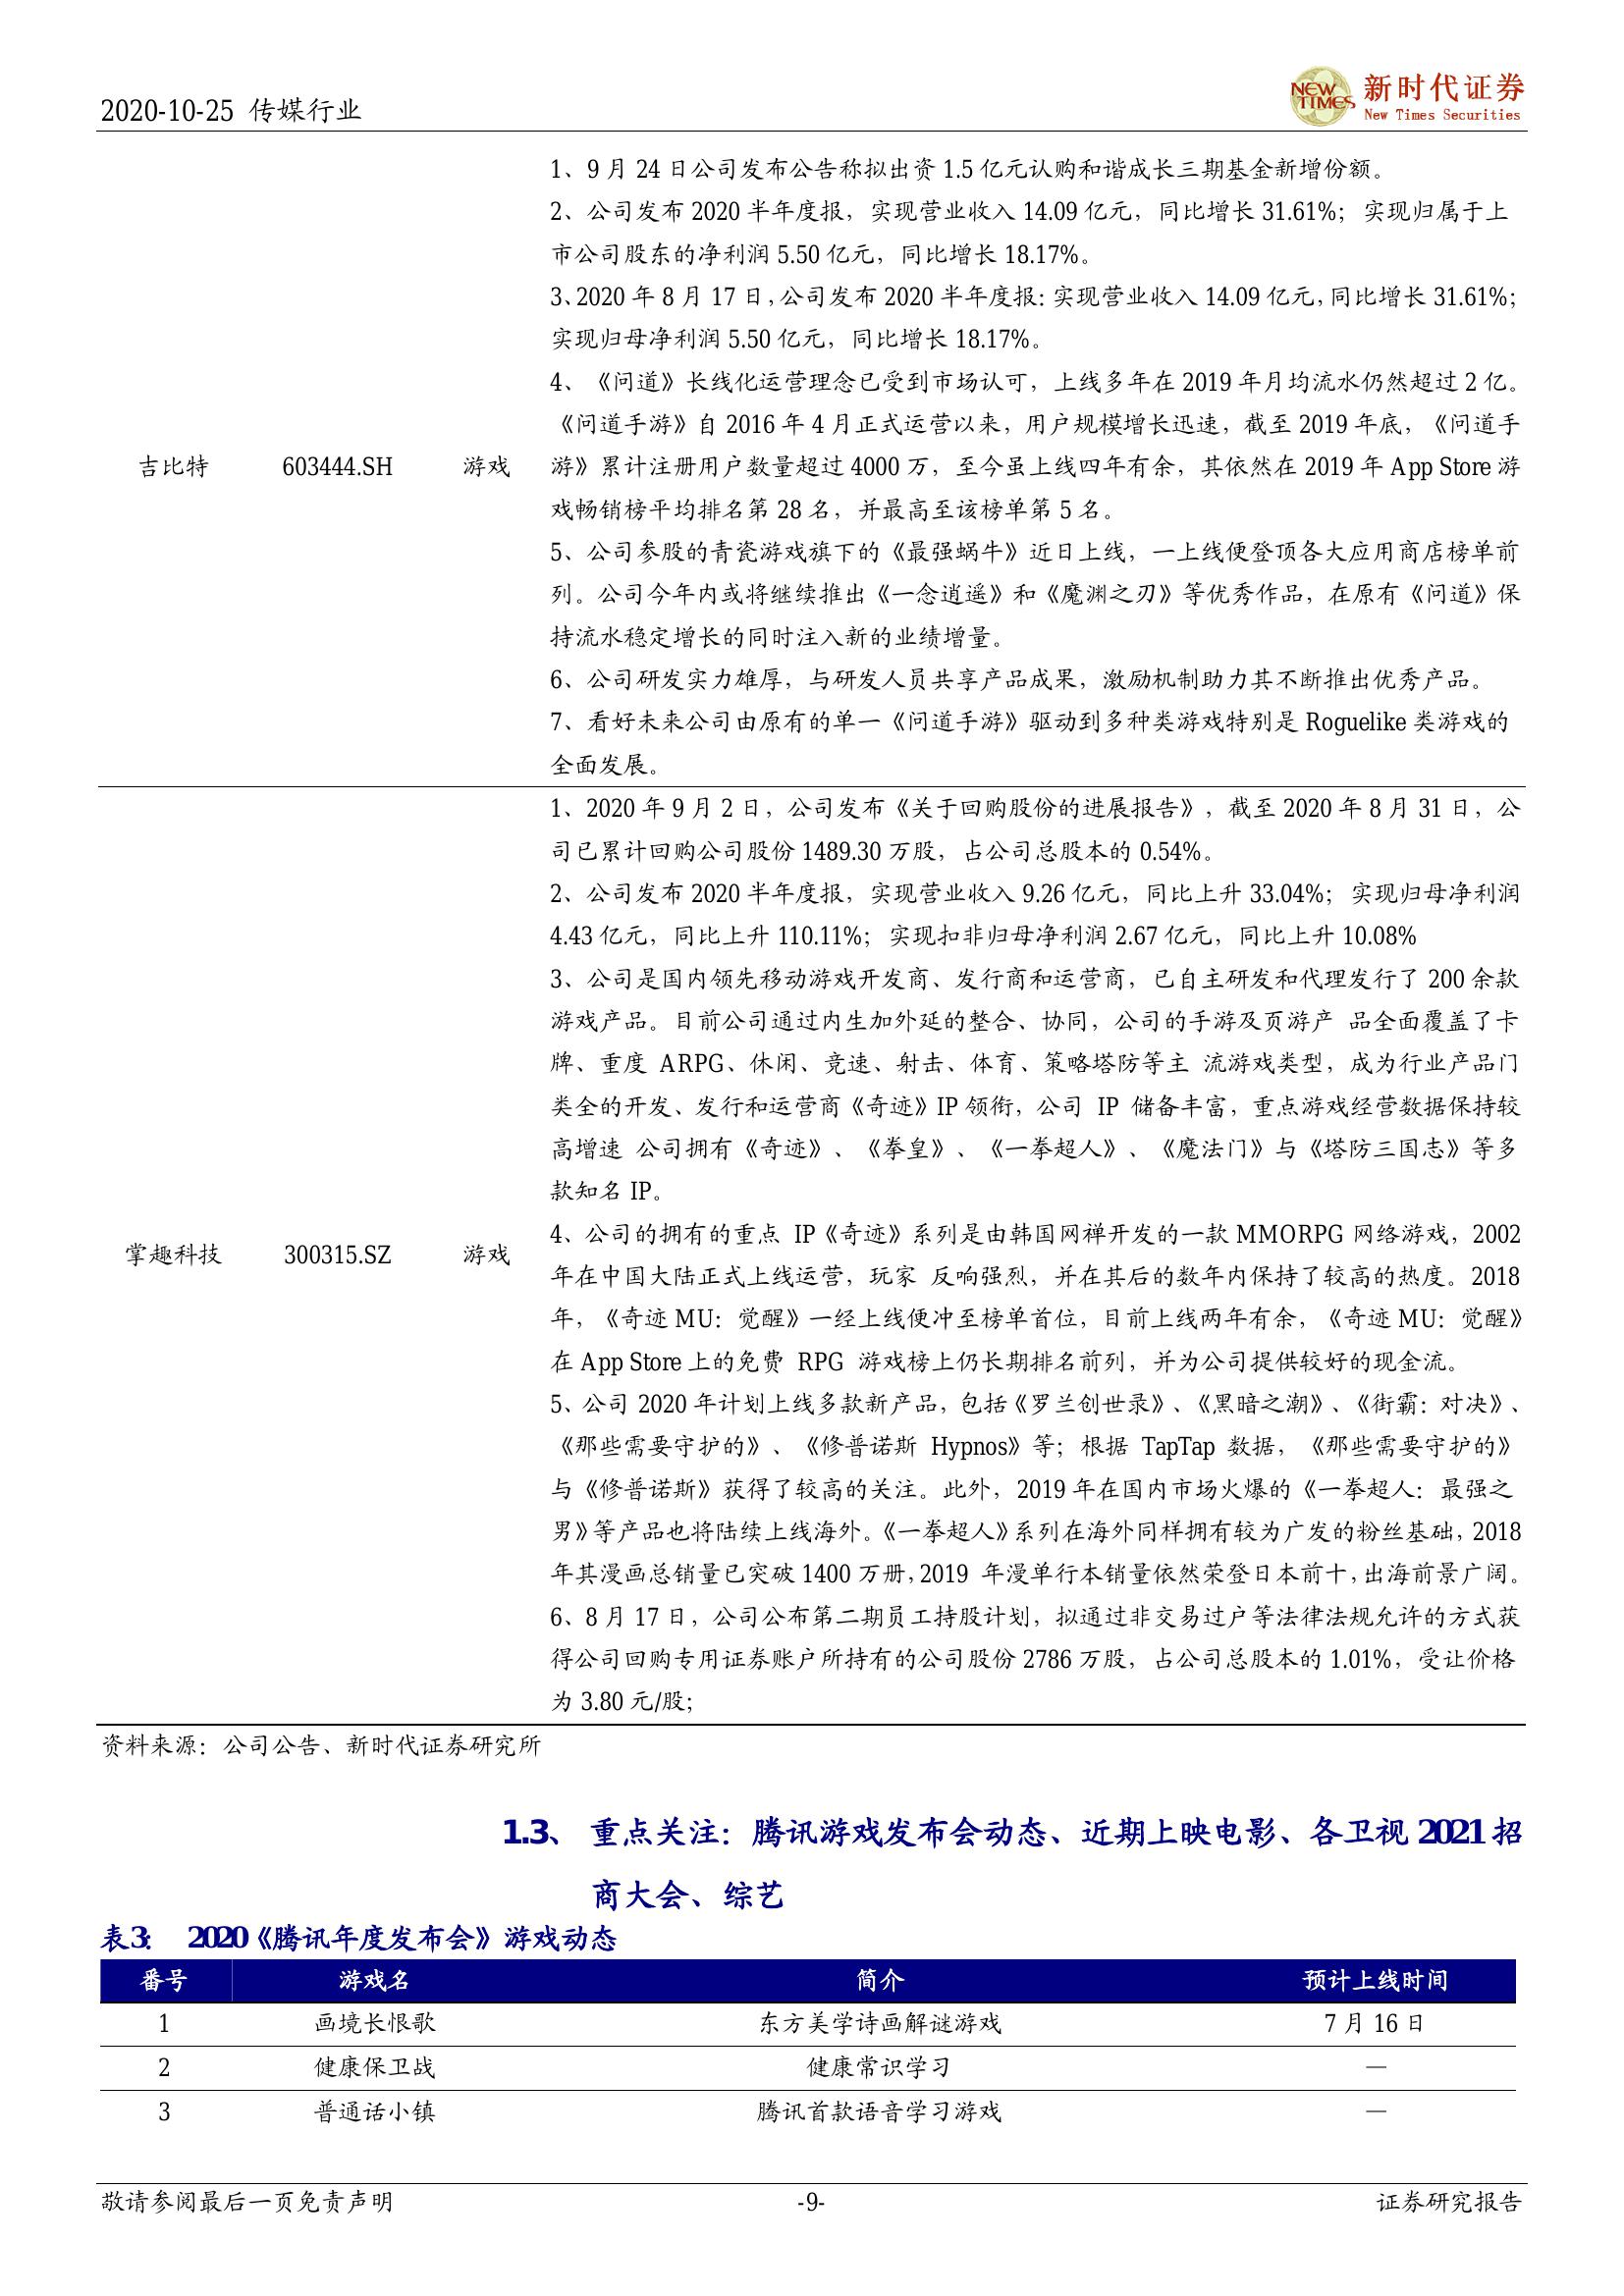 2020-10-25 传媒行业
NEW TIMES 新时代证券
New Times Securities
1、9 月 24 日公司发布公告称拟出资 1.5 亿元认购和谐成长三期基金新增份额。
2、公司发布 2020 半年度报，实现营业收入 14.09 亿元，同比增长 31.61%；实现归属于上
市公司股东的净利润 5.50 亿元，同比增长 18.17%。
3、2020 年 8 月 17 日，公司发布 2020 半年度报：实现营业收入 14.09 亿元，同比增长 31.61%；
实现归母净利润 5.50 亿元，同比增长 18.17%。
4、《问道》长线化运营理念已受到市场认可，上线多年在 2019 年月均流水仍然超过 2 亿。
《问道手游》自 2016 年 4 月正式运营以来，用户规模增长迅速，截至 2019 年底，《问道手
吉比特 603444.SH 游戏 游》累计注册用户数量超过 4000 万，至今虽上线四年有余，其依然在 2019 年 App Store 游
戏畅销榜平均排名第 28 名，并最高至该榜单第 5 名。
5、公司参股的青瓷游戏旗下的《最强蜗牛》近日上线，一上线便登顶各大应用商店榜单前
列。公司今年内或将继续推出《一念逍遥》和《魔渊之刃》等优秀作品，在原有《问道》保
持流水稳定增长的同时注入新的业绩增量。
6、公司研发实力雄厚，与研发人员共享产品成果，激励机制助力其不断推出优秀产品。
7、看好未来公司由原有的单一《问道手游》驱动到多种类游戏特别是 Roguelike 类游戏的
全面发展。
1、2020 年 9 月 2 日，公司发布《关于回购股份的进展报告》，截至 2020 年 8 月 31 日，公
司已累计回购公司股份 1489.30 万股，占公司总股本的 0.54%。
2、公司发布 2020 半年度报，实现营业收入 9.26 亿元，同比上升 33.04%；实现归母净利润
4.43 亿元，同比上升 110.11%；实现扣非归母净利润 2.67 亿元，同比上升 10.08%
3、公司是国内领先移动游戏开发商、发行商和运营商，已自主研发和代理发行了 200 余款
游戏产品。目前公司通过内生加外延的整合、协同，公司的手游及页游产 品全面覆盖了卡
牌、重度 ARPG、休闲、竞速、射击、体育、策略塔防等主 流游戏类型，成为行业产品门
类全的开发、发行和运营商《奇迹》IP 领衔，公司 IP 储备丰富，重点游戏经营数据保持较
高增速 公司拥有《奇迹》、《拳皇》、《一拳超人》、《魔法门》与《塔防三国志》等多
款知名 IP。
4、公司的拥有的重点 IP《奇迹》系列是由韩国网禅开发的一款 MMORPG 网络游戏，2002
掌趣科技 300315.SZ 游戏 年在中国大陆正式上线运营，玩家 反响强烈，并在其后的数年内保持了较高的热度。2018
年，《奇迹 MU：觉醒》一经上线便冲至榜单首位，目前上线两年有余，《奇迹 MU：觉醒》
在 App Store 上的免费 RPG 游戏榜上仍长期排名前列，并为公司提供较好的现金流。
5、公司 2020 年计划上线多款新产品，包括《罗兰创世录》、《黑暗之潮》、《街霸：对决》、
《那些需要守护的》、《修普诺斯 Hypnos》等；根据 TapTap 数据，《那些需要守护的》
与《修普诺斯》获得了较高的关注。此外，2019 年在国内市场火爆的《一拳超人：最强之
男》等产品也将陆续上线海外。《一拳超人》系列在海外同样拥有较为广发的粉丝基础，2018
年其漫画总销量已突破 1400 万册，2019 年漫单行本销量依然荣登日本前十，出海前景广阔。
6、8 月 17 日，公司公布第二期员工持股计划，拟通过非交易过户等法律法规允许的方式获
得公司回购专用证券账户所持有的公司股份 2786 万股，占公司总股本的 1.01%，受让价格
为 3.80 元/股；
资料来源：公司公告、新时代证券研究所
1.3、 重点关注：腾讯游戏发布会动态、近期上映电影、各卫视 2021 招
商大会、综艺
表3： 2020《腾讯年度发布会》游戏动态
番号 游戏名 简介 预计上线时间
1 画境长恨歌 东方美学诗画解谜游戏 7 月 16 日
2 健康保卫战 健康常识学习 —
3 普通话小镇 腾讯首款语音学习游戏 —
敬请参阅最后一页免责声明 -9- 证券研究报告